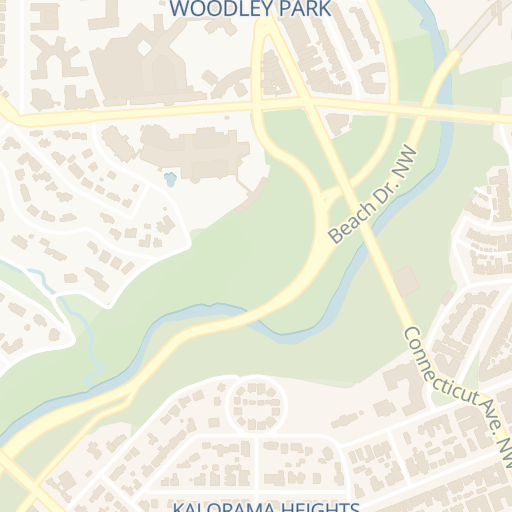 WOODLEY PARK
Beach Dr. NW
Connecticut Ave. NW
KALORAMA HEIGHTS